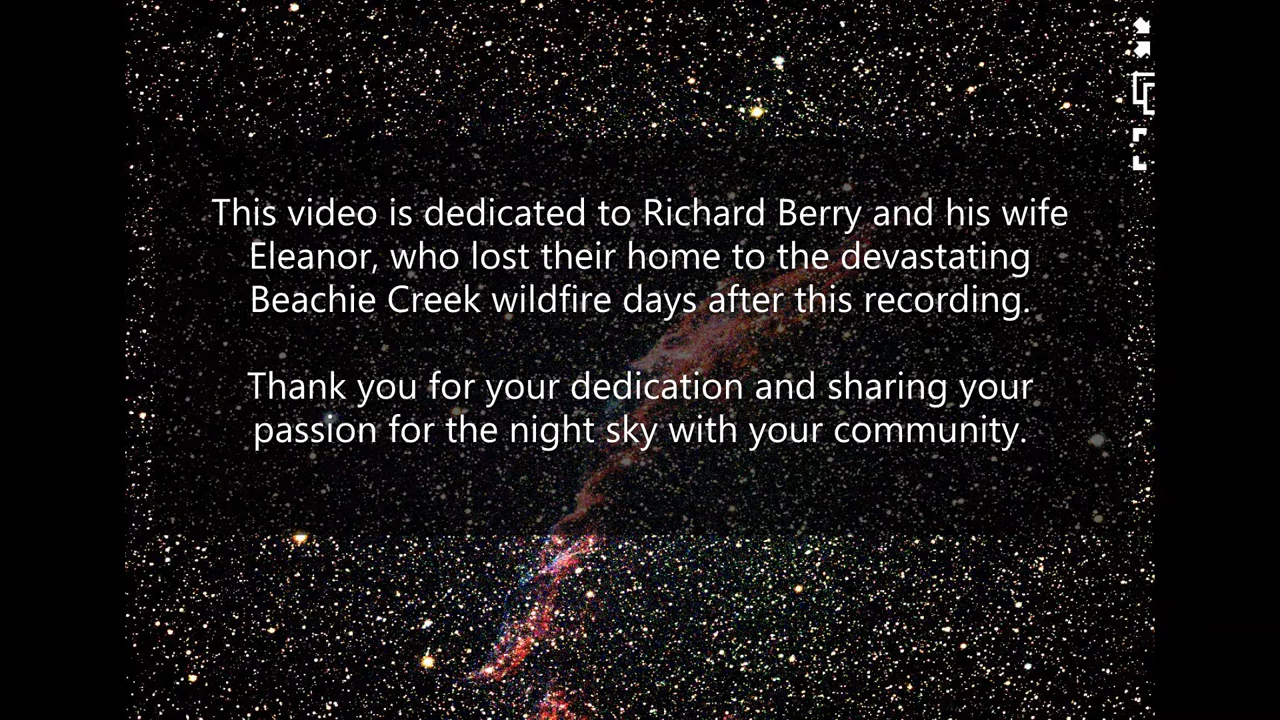 This video is dedicated to Richard Berry and his wife
Eleanor, who lost their home to the devastating
Beachie Creek wildfire days after this recording.
Thank you for your dedication and sharing your
passion for the night sky with your community.